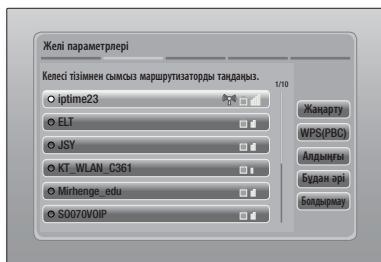 Желі параметрлері
Келесі тізімнен сымсыз маршрутизаторды таңдаңыз.
1/10
iptime23
ELT
JSY
KT_WLAN_C361
Mirhenge_edu
SO070VOIP
Жаңарту
WPS(PBC)
Алдыңғы
Бұдан әрі
Болдырмау